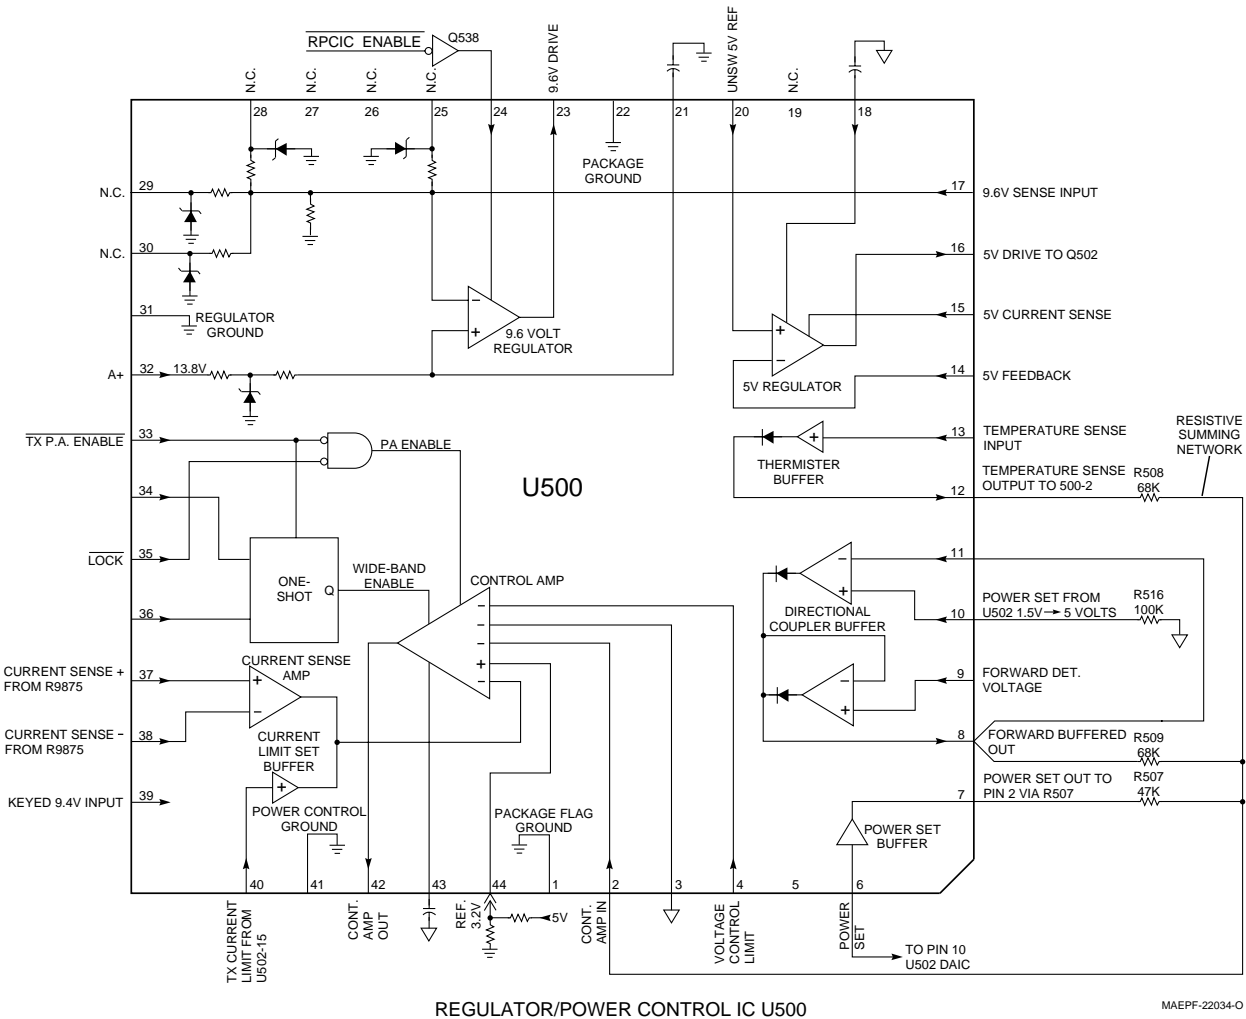 RPCIC ENABLE
Q538
9.6V DRIVE
UNSW 5V REF
N.C.
N.C.
N.C.
N.C.
N.C.
28
27
26
25
24
23
22
21
20
19
18
PACKAGE
GROUND
N.C.
29
17
9.6V SENSE INPUT
N.C.
30
16
5V DRIVE TO Q502
31
REGULATOR
GROUND
15
5V CURRENT SENSE
9.6 VOLT
REGULATOR
A+
32
13.8V
5V REGULATOR
14
5V FEEDBACK
TX P.A. ENABLE
33
PA ENABLE
13
TEMPERATURE SENSE
INPUT
RESISTIVE
SUMMING
NETWORK
THERMISTER
BUFFER
34
U500
12
TEMPERATURE SENSE
OUTPUT TO 500-2
R508
68K
LOCK
35
11
ONE-
SHOT
Q
WIDE-BAND
ENABLE
CONTROL AMP
36
DIRECTIONAL
COUPLER BUFFER
10
POWER SET FROM
U502 1.5V → 5 VOLTS
R516
100K
CURRENT SENSE +
FROM R9875
37
CURRENT SENSE
AMP
9
FORWARD DET.
VOLTAGE
CURRENT SENSE −
FROM R9875
38
CURRENT
LIMIT SET
BUFFER
8
FORWARD BUFFERED
OUT
R509
68K
KEYED 9.4V INPUT
39
POWER CONTROL
GROUND
PACKAGE FLAG
GROUND
7
POWER SET OUT TO
PIN 2 VIA R507
R507
47K
POWER SET
BUFFER
40
41
42
43
44
1
2
3
4
5
6
TX CURRENT
LIMIT FROM
U502-15
CONT.
AMP
OUT
REF.
3.2V
5V
CONT.
AMP IN
VOLTAGE
CONTROL
LIMIT
POWER
SET
TO PIN 10
U502 DAIC
REGULATOR/POWER CONTROL IC U500
MAEPF-22034-O